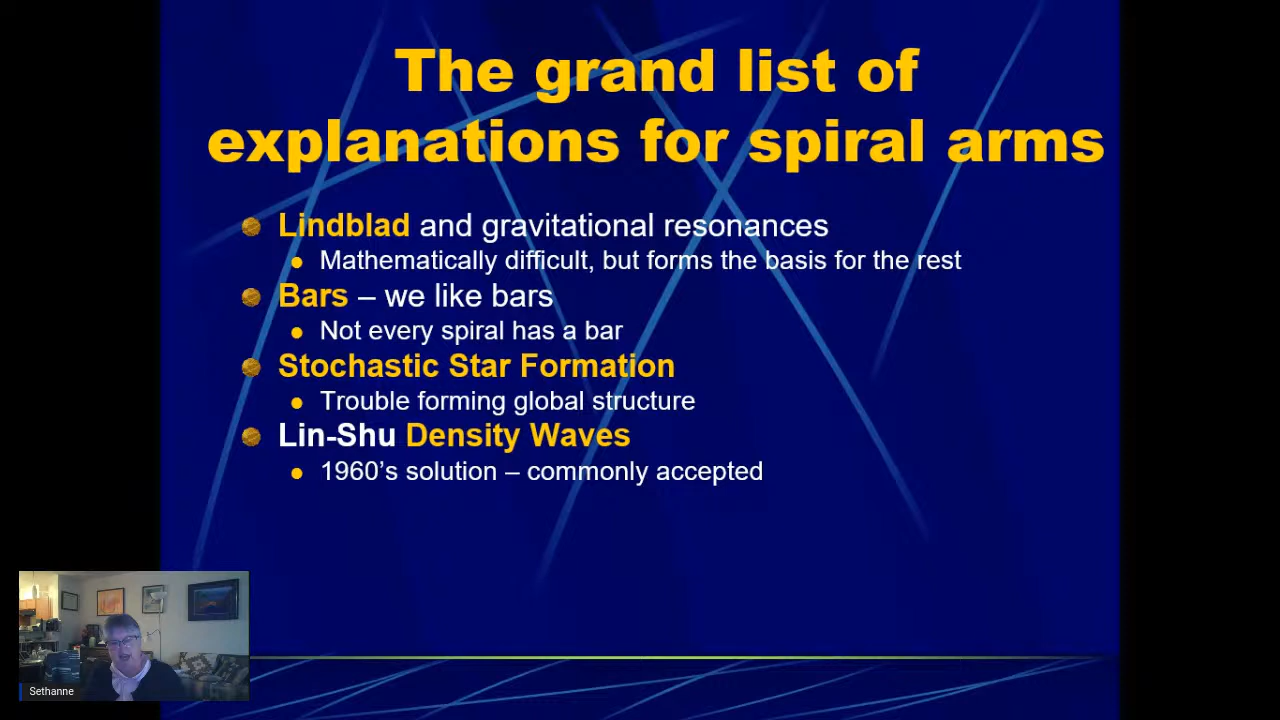 The grand list of
explanations for spiral arms
Lindblad and gravitational resonances
Mathematically difficult, but forms the basis for the rest
Bars – we like bars
Not every spiral has a bar
Stochastic Star Formation
Trouble forming global structure
Lin-Shu Density Waves
1960’s solution – commonly accepted
Sethanne